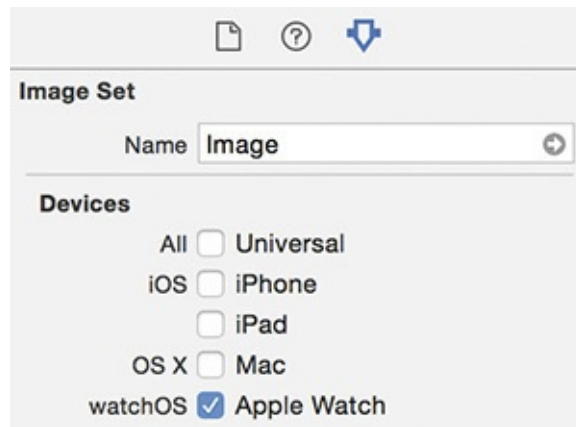 Image Set
Name Image
Devices
All Universal
iOS iPhone
iPad
OS X Mac
watchOS Apple Watch